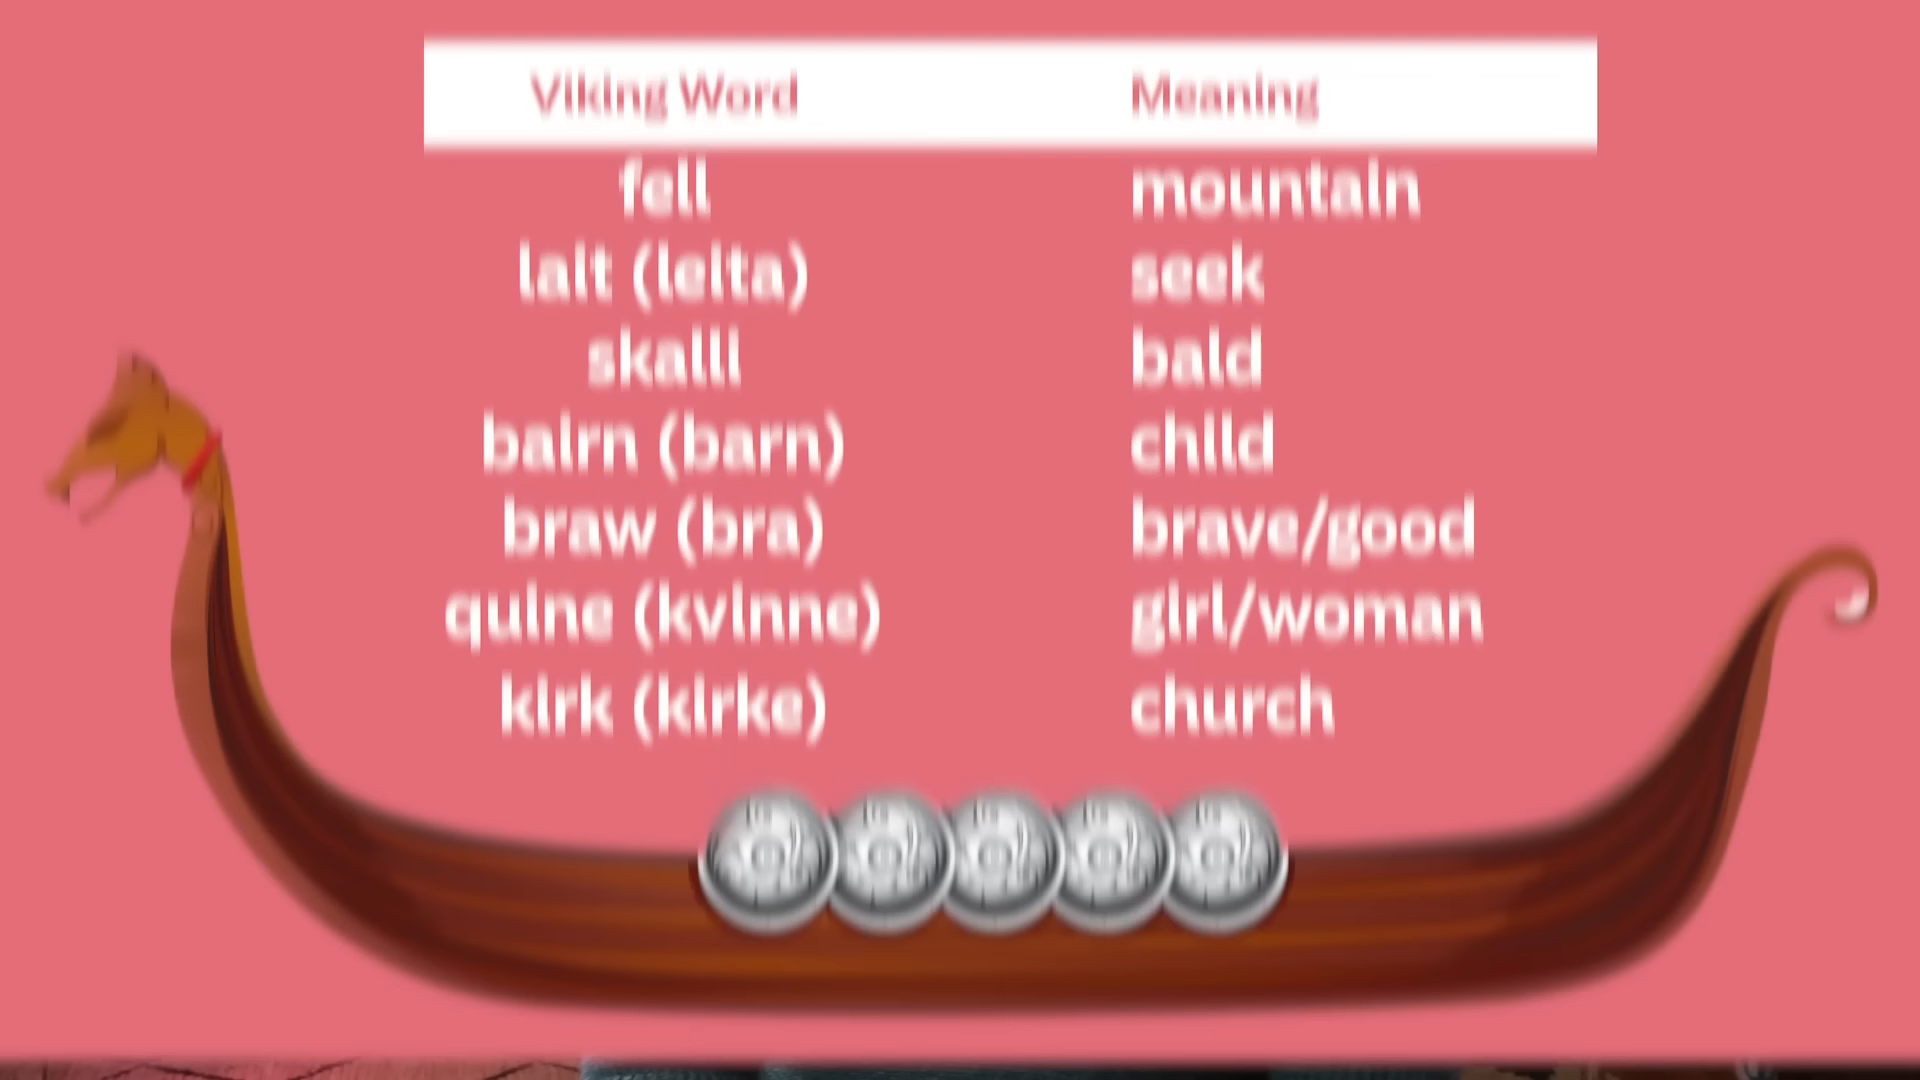 Viking Word Meaning
fell mountain
lait (leita) seek
skalli bald
bairn (barn) child
braw (bra) brave/good
quine (kvinne) girl/woman
kirk (kirke) church